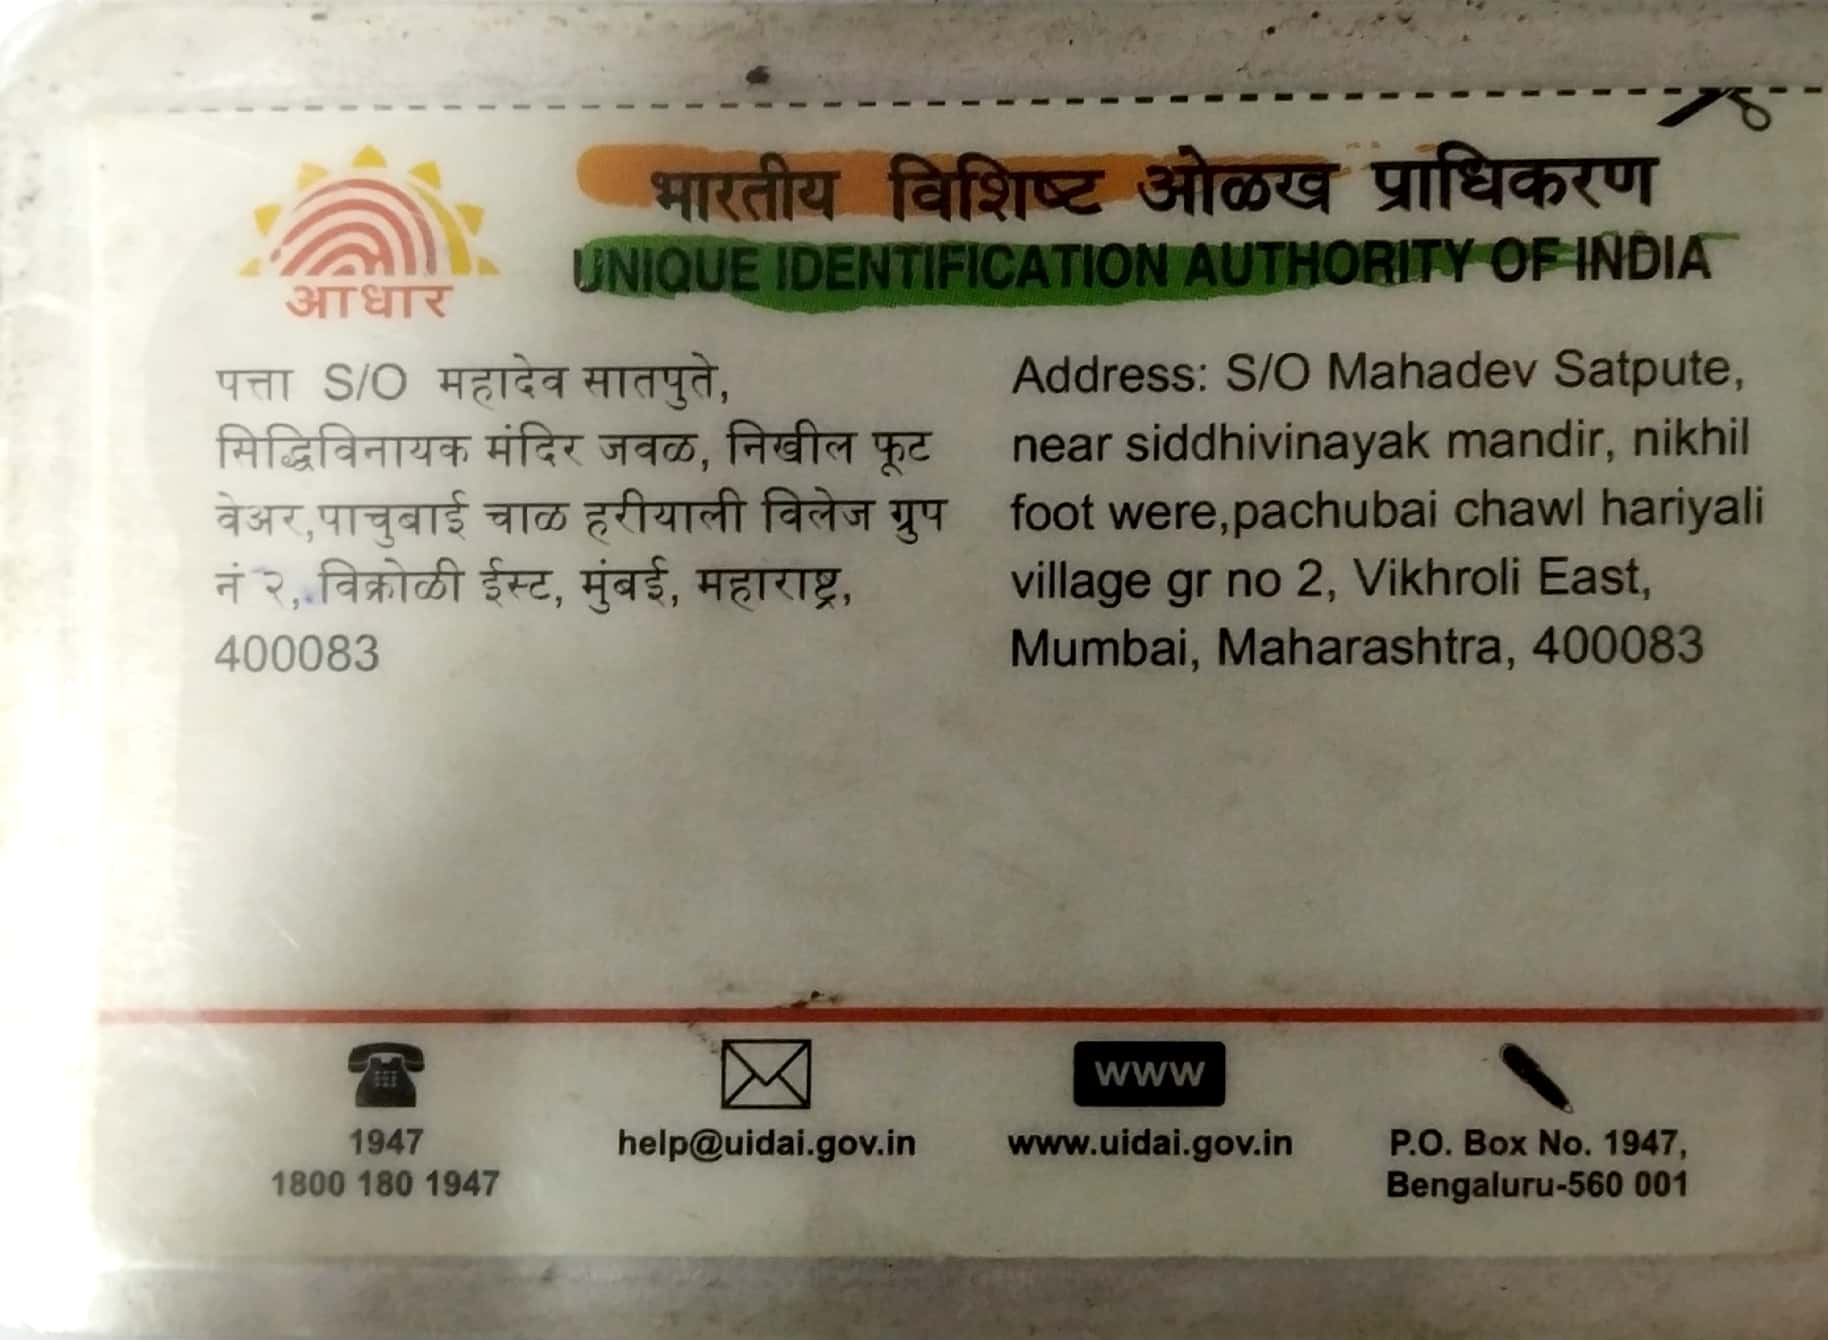 भारतीय विशिष्ट ओळख प्राधिकरण
UNIQUE IDENTIFICATION AUTHORITY OF INDIA
आधार
पत्ता S/O महादेव सातपुते,
सिद्धिविनायक मंदिर जवळ, निखील फूट
वेअर,पाचुबाई चाळ हरीयाली विलेज ग्रुप
नं २, विक्रोळी ईस्ट, मुंबई, महाराष्ट्र,
400083
Address: S/O Mahadev Satpute,
near siddhivinayak mandir, nikhil
foot were,pachubai chawl hariyali
village gr no 2, Vikhroli East,
Mumbai, Maharashtra, 400083
1947
1800 180 1947
help@uidai.gov.in
www
www.uidai.gov.in
P.O. Box No. 1947,
Bengaluru-560 001